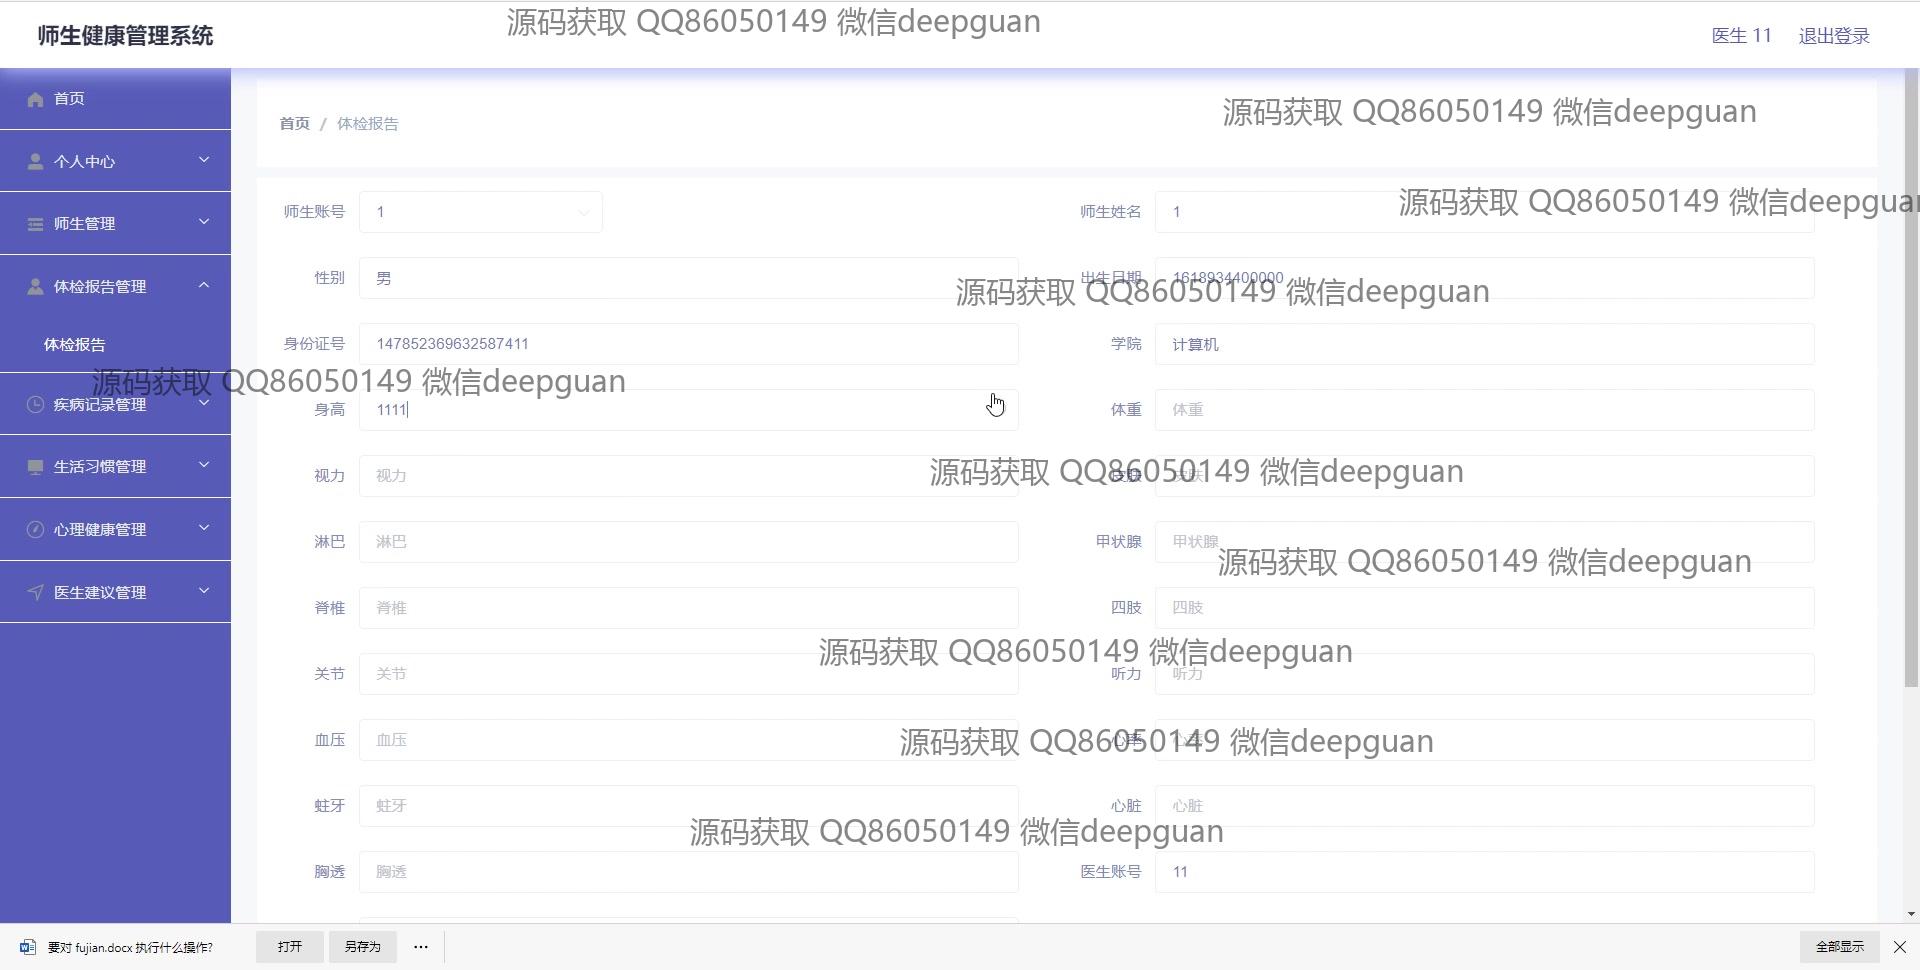 源码获取 QQ86050149 微信deepguan
师生健康管理系统
医生 11 退出登录
首页
源码获取 QQ86050149 微信deepguan
首页 / 体检报告
个人中心
源码获取 QQ86050149 微信deepguan
师生账号 1
师生姓名 1
师生管理
性别 男
出生日期 1618934400000
体检报告管理
源码获取 QQ86050149 微信deepguan
身份证号 147852369632587411
学院 计算机
体检报告
源码获取 QQ86050149 微信deepguan
疾病记录管理
身高 1111
体重 体重
生活习惯管理
源码获取 QQ86050149 微信deepguan
视力 视力
皮肤 皮肤
心理健康管理
淋巴 淋巴
甲状腺 甲状腺
源码获取 QQ86050149 微信deepguan
医生建议管理
脊椎 脊椎
四肢 四肢
源码获取 QQ86050149 微信deepguan
关节 关节
听力 听力
血压 血压
心率 心率
源码获取 QQ86050149 微信deepguan
蛀牙 蛀牙
心脏 心脏
源码获取 QQ86050149 微信deepguan
胸透 胸透
医生账号 11
要对 fujian.docx 执行什么操作? 打开 另存为 ··· 全部显示